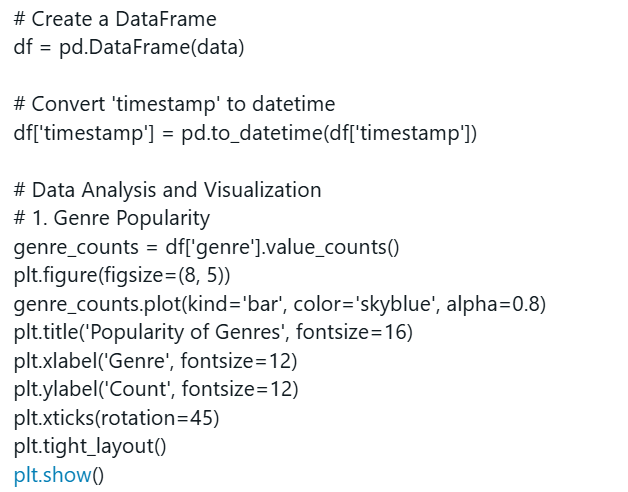 # Create a DataFrame
df = pd.DataFrame(data)

# Convert 'timestamp' to datetime
df['timestamp'] = pd.to_datetime(df['timestamp'])

# Data Analysis and Visualization
# 1. Genre Popularity
genre_counts = df['genre'].value_counts()
plt.figure(figsize=(8, 5))
genre_counts.plot(kind='bar', color='skyblue', alpha=0.8)
plt.title('Popularity of Genres', fontsize=16)
plt.xlabel('Genre', fontsize=12)
plt.ylabel('Count', fontsize=12)
plt.xticks(rotation=45)
plt.tight_layout()
plt.show()